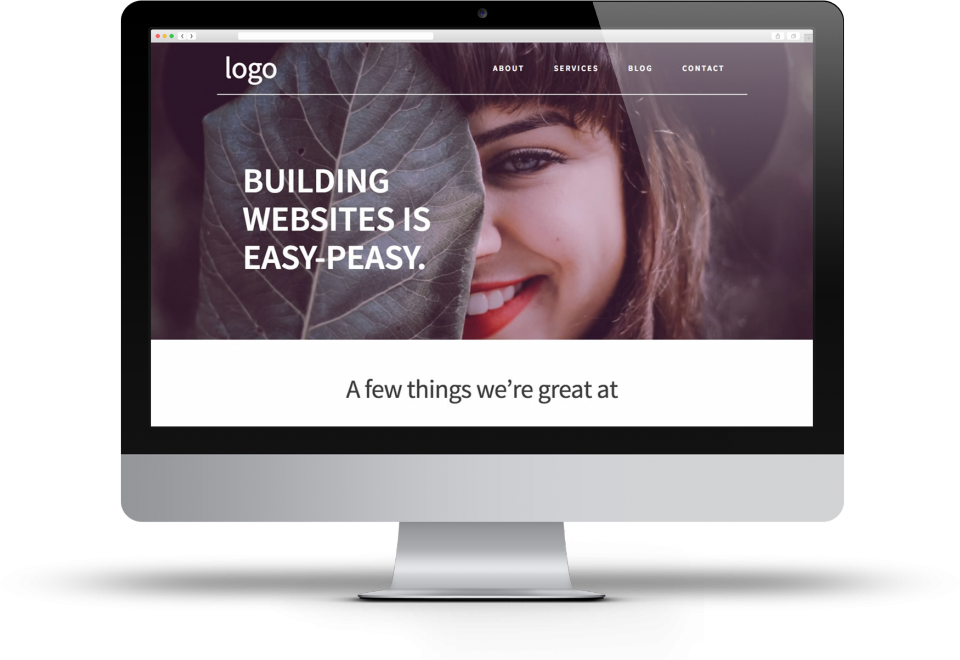 logo
ABOUT SERVICES BLOG CONTACT
BUILDING
WEBSITES IS
EASY-PEASY.
A few things we're great at